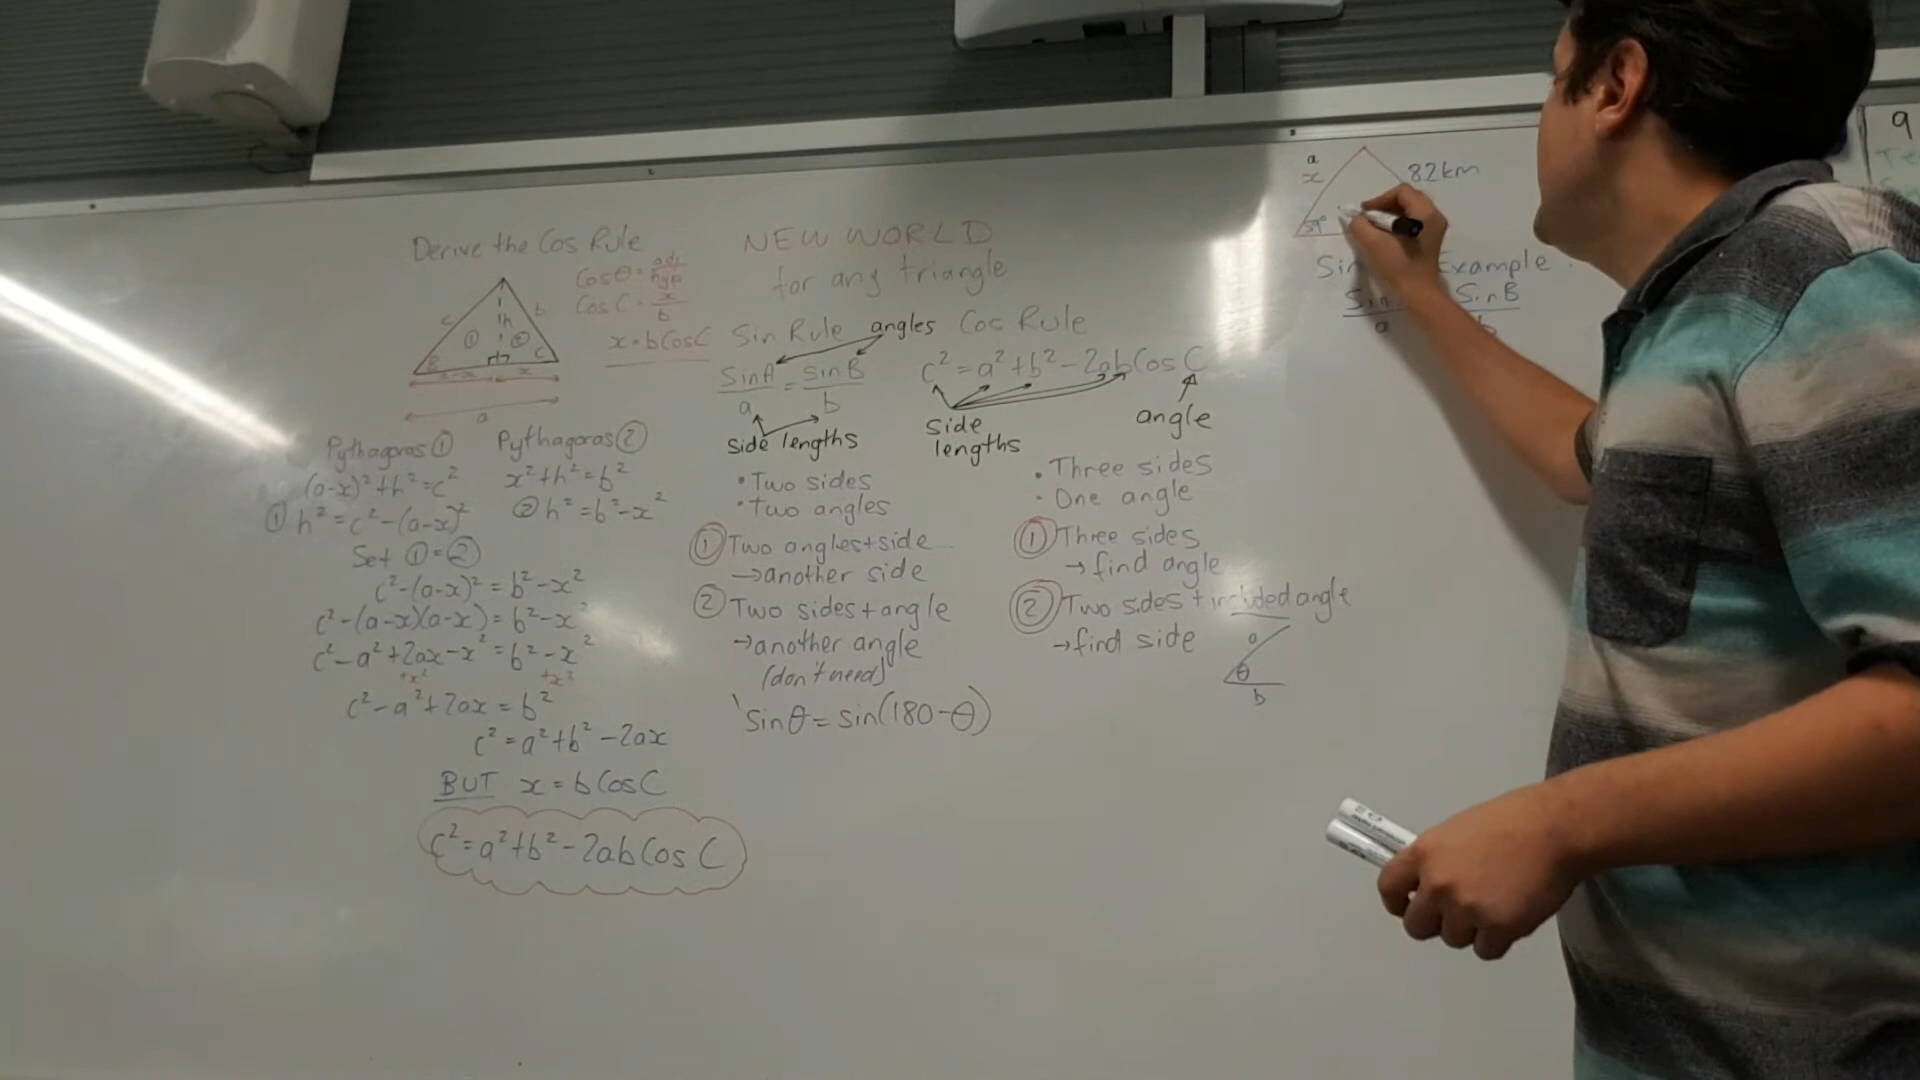 Derive the Cos Rule
Cosθ = adj/hyp
Cos C = x/b
x = b Cos C
c
h
b
①
②
B
C
a-x
x
a
Pythagoras ①
(a-x)² + h² = c²
① h² = c² - (a-x)²
Pythagoras ②
x² + h² = b²
② h² = b² - x²
Set ① = ②
c² - (a-x)² = b² - x²
c² - (a-x)(a-x) = b² - x²
c² - a² + 2ax - x² = b² - x²
+x² +x²
c² - a² + 2ax = b²
c² = a² + b² - 2ax
BUT x = b Cos C
c² = a² + b² - 2ab Cos C
NEW WORLD
for any triangle
Sin Rule
angles
SinA/a = sinB/b
side lengths
• Two sides
• Two angles
① Two angles + side
→ another side
② Two sides + angle
→ another angle
(don't need)
sinθ = sin(180-θ)
Cos Rule
c² = a² + b² - 2ab Cos C
side
lengths
angle
• Three sides
• One angle
① Three sides
→ find angle
② Two sides + included angle
→ find side
a
θ
b
a
x
82km
59°
Sin
Example
Sin
a
Sin B
b
9